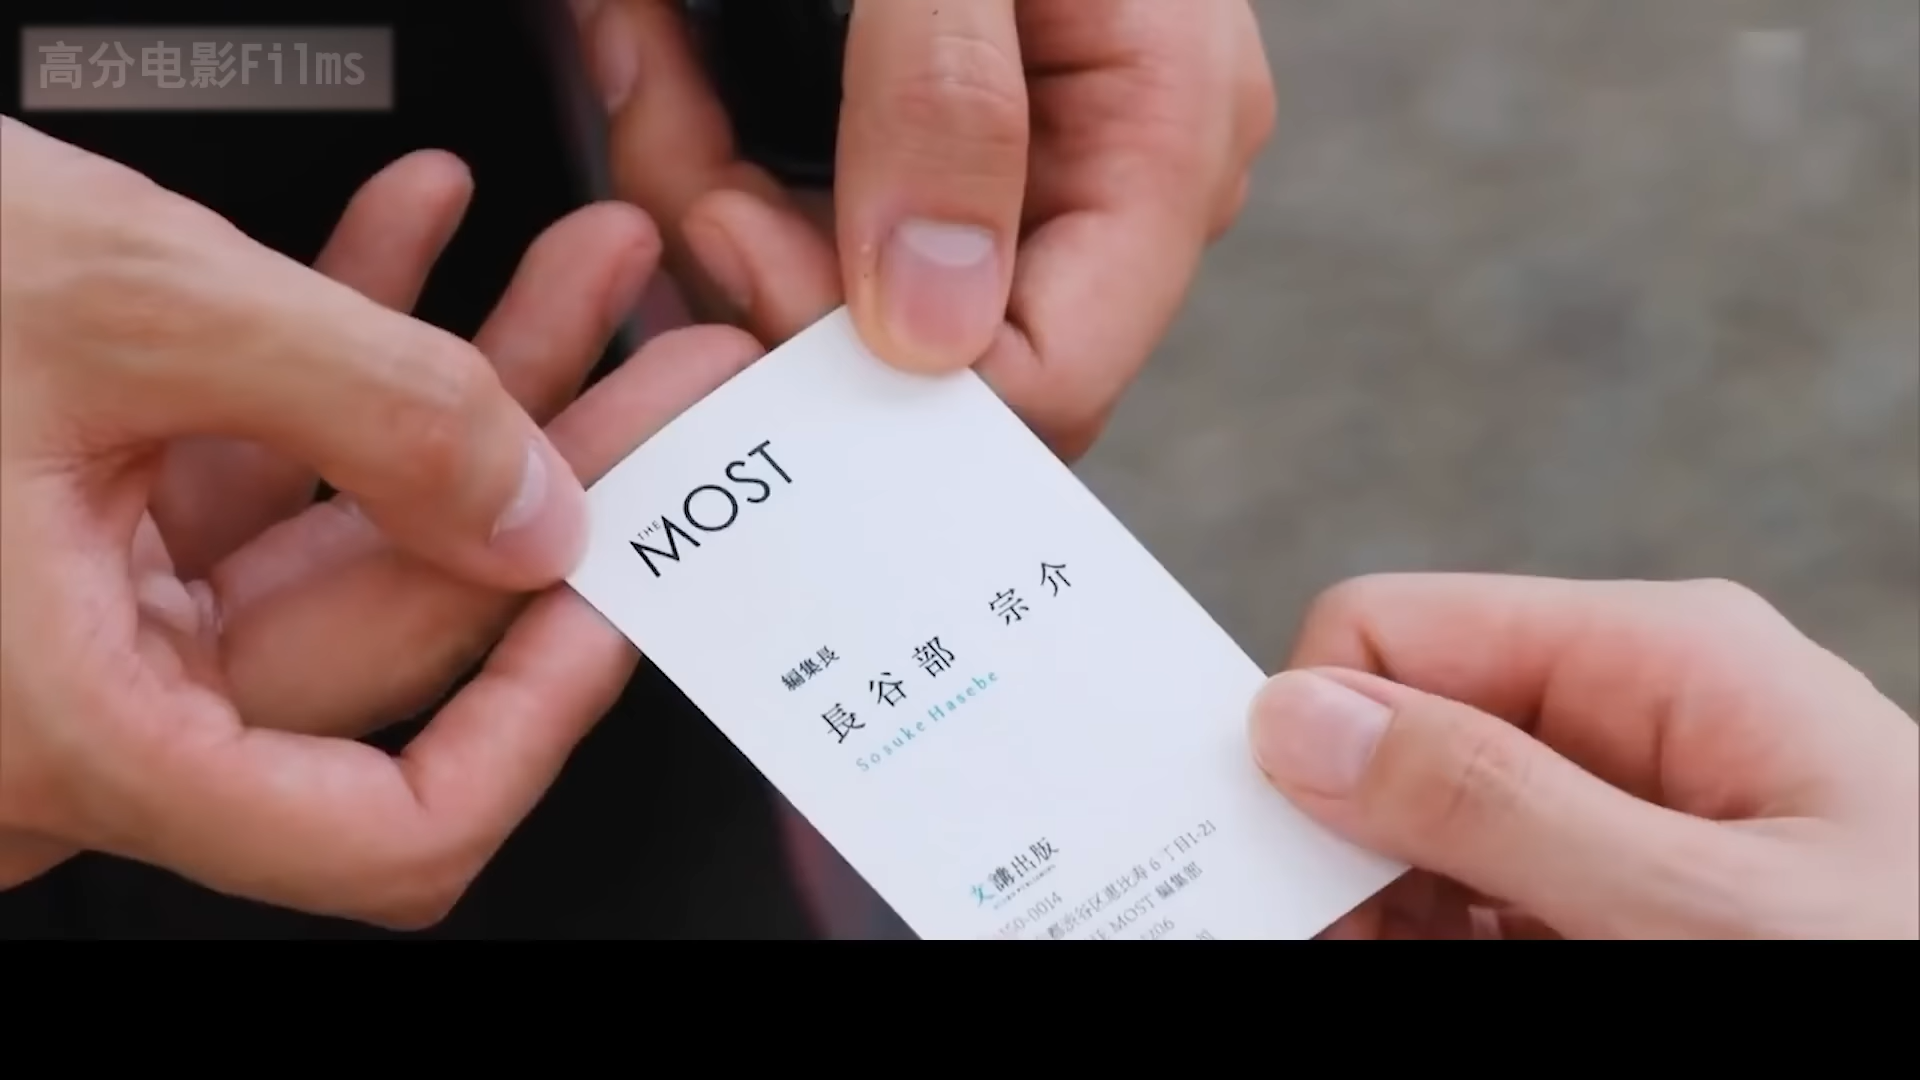 高分电影Films
THE MOST
編集長
長谷部 宗介
Sosuke Hasebe
文講出版
150-0014
都渋谷区恵比寿6丁目1-21
THE MOST 編集部